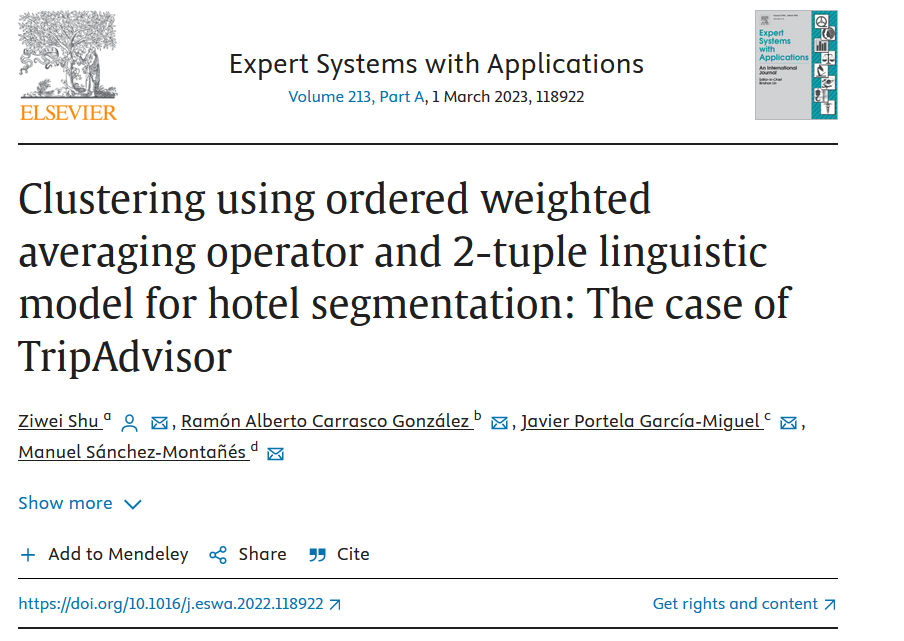 ELSEVIER
Expert Systems with Applications
Volume 213, Part A, 1 March 2023, 118922
Expert
Systems
with
Applications
An International
Journal
Clustering using ordered weighted
averaging operator and 2-tuple linguistic
model for hotel segmentation: The case of
TripAdvisor
Ziwei Shu a , Ramón Alberto Carrasco González b , Javier Portela García-Miguel c ,
Manuel Sánchez-Montañés d
Show more
Add to Mendeley Share Cite
https://doi.org/10.1016/j.eswa.2022.118922 Get rights and content